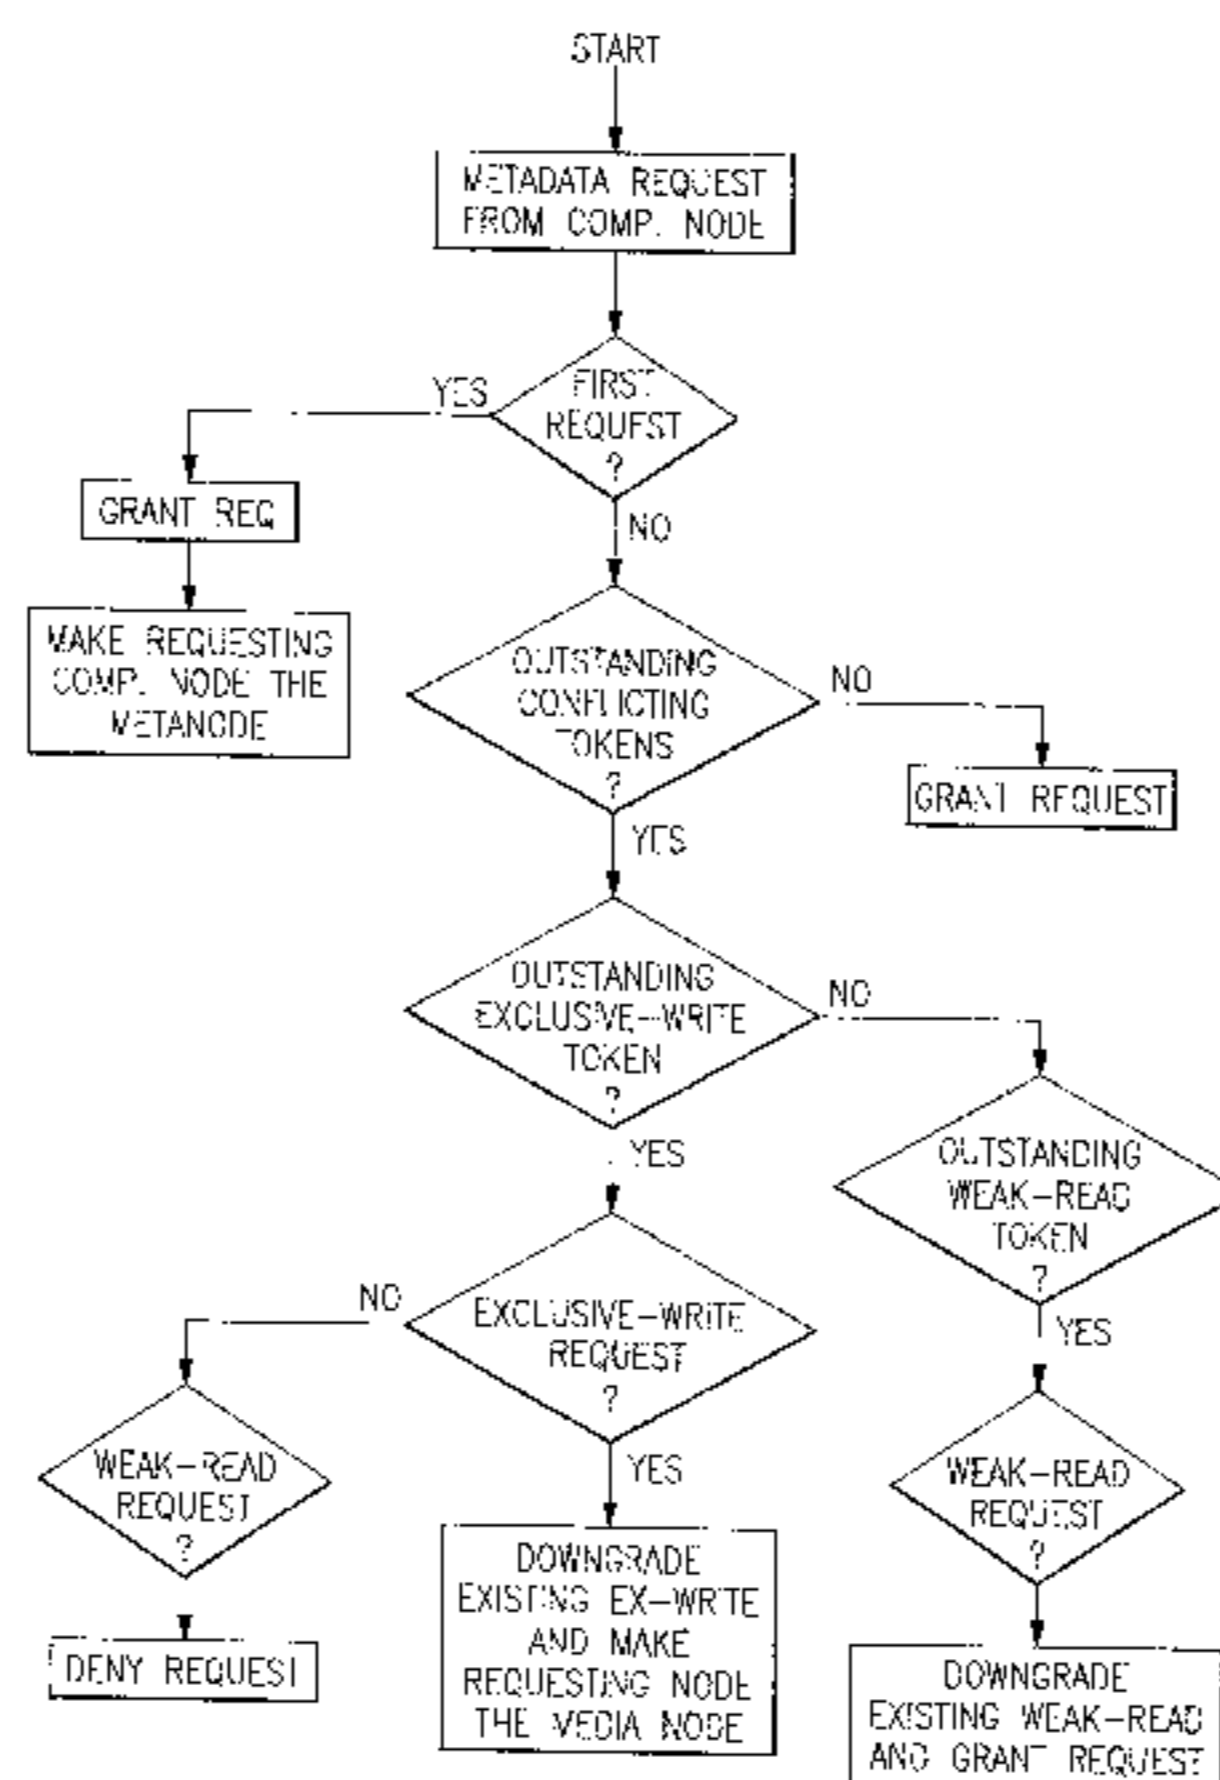 START
METADATA REQUEST
FROM COMP. NODE
FIRST
REQUEST
?
YES
NO
GRANT REQ
MAKE REQUESTING
COMP. NODE THE
METANODE
OUTSTANDING
CONFLICTING
TOKENS
?
NO
GRANT REQUEST
YES
OUTSTANDING
EXCLUSIVE-WRITE
TOKEN
?
NO
YES
OUTSTANDING
WEAK-READ
TOKEN
?
YES
EXCLUSIVE-WRITE
REQUEST
?
NO
YES
WEAK-READ
REQUEST
?
DENY REQUEST
DOWNGRADE
EXISTING EX-WRITE
AND MAKE
REQUESTING NODE
THE MEDIA NODE
WEAK-READ
REQUEST
?
DOWNGRADE
EXISTING WEAK-READ
AND GRANT REQUEST